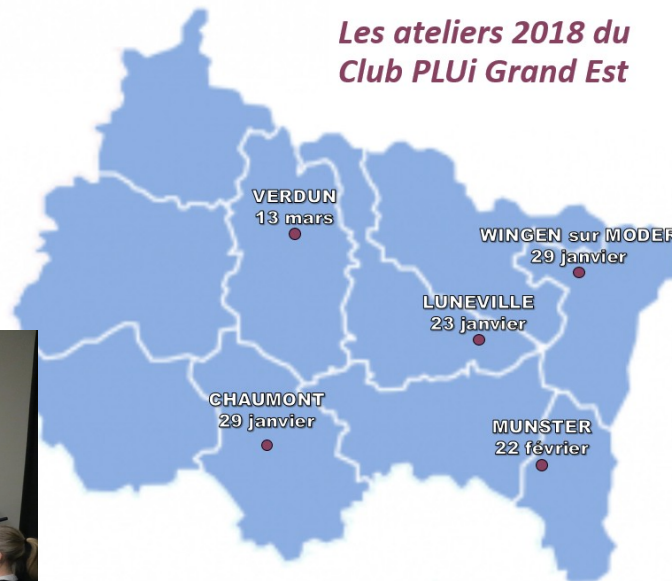 Les ateliers 2018 du
Club PLUi Grand Est
VERDUN
13 mars
WINGEN sur MODER
29 janvier
LUNEVILLE
23 janvier
CHAUMONT
29 janvier
MUNSTER
22 février